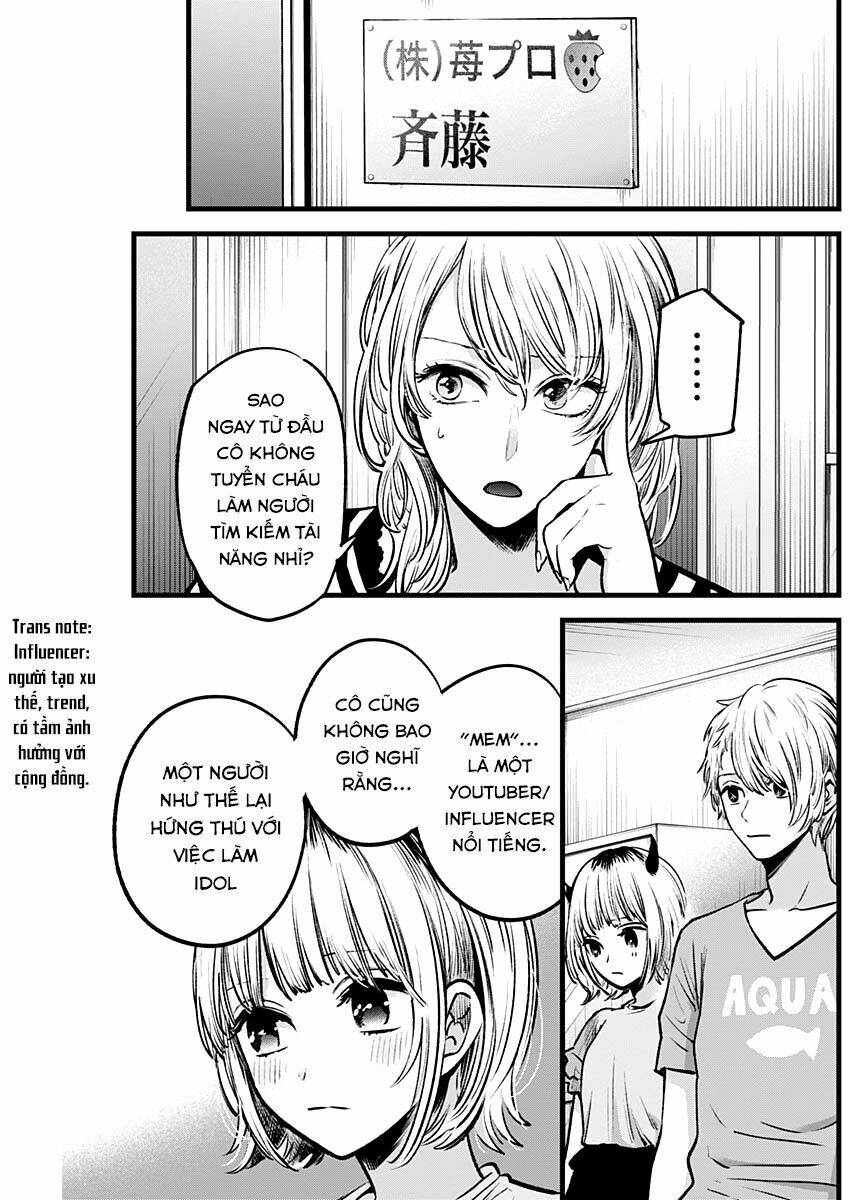 (株)苺プロ
斉藤
......
SAO
NGAY TỪ ĐẦU
CÔ KHÔNG
TUYỂN CHÁU
LÀM NGƯỜI
TÌM KIẾM TÀI
NĂNG NHỈ?
"MEM"...
LÀ MỘT
YOUTUBER/
INFLUENCER
NỔI TIẾNG.
CÔ CŨNG
KHÔNG BAO
GIỜ NGHĨ
RẰNG...
MỘT NGƯỜI
NHƯ THẾ LẠI
HỨNG THÚ VỚI
VIỆC LÀM
IDOL
AQUA
Trans note:
Influencer:
người tạo xu
thế, trend,
có tầm ảnh
hưởng với
cộng đồng.